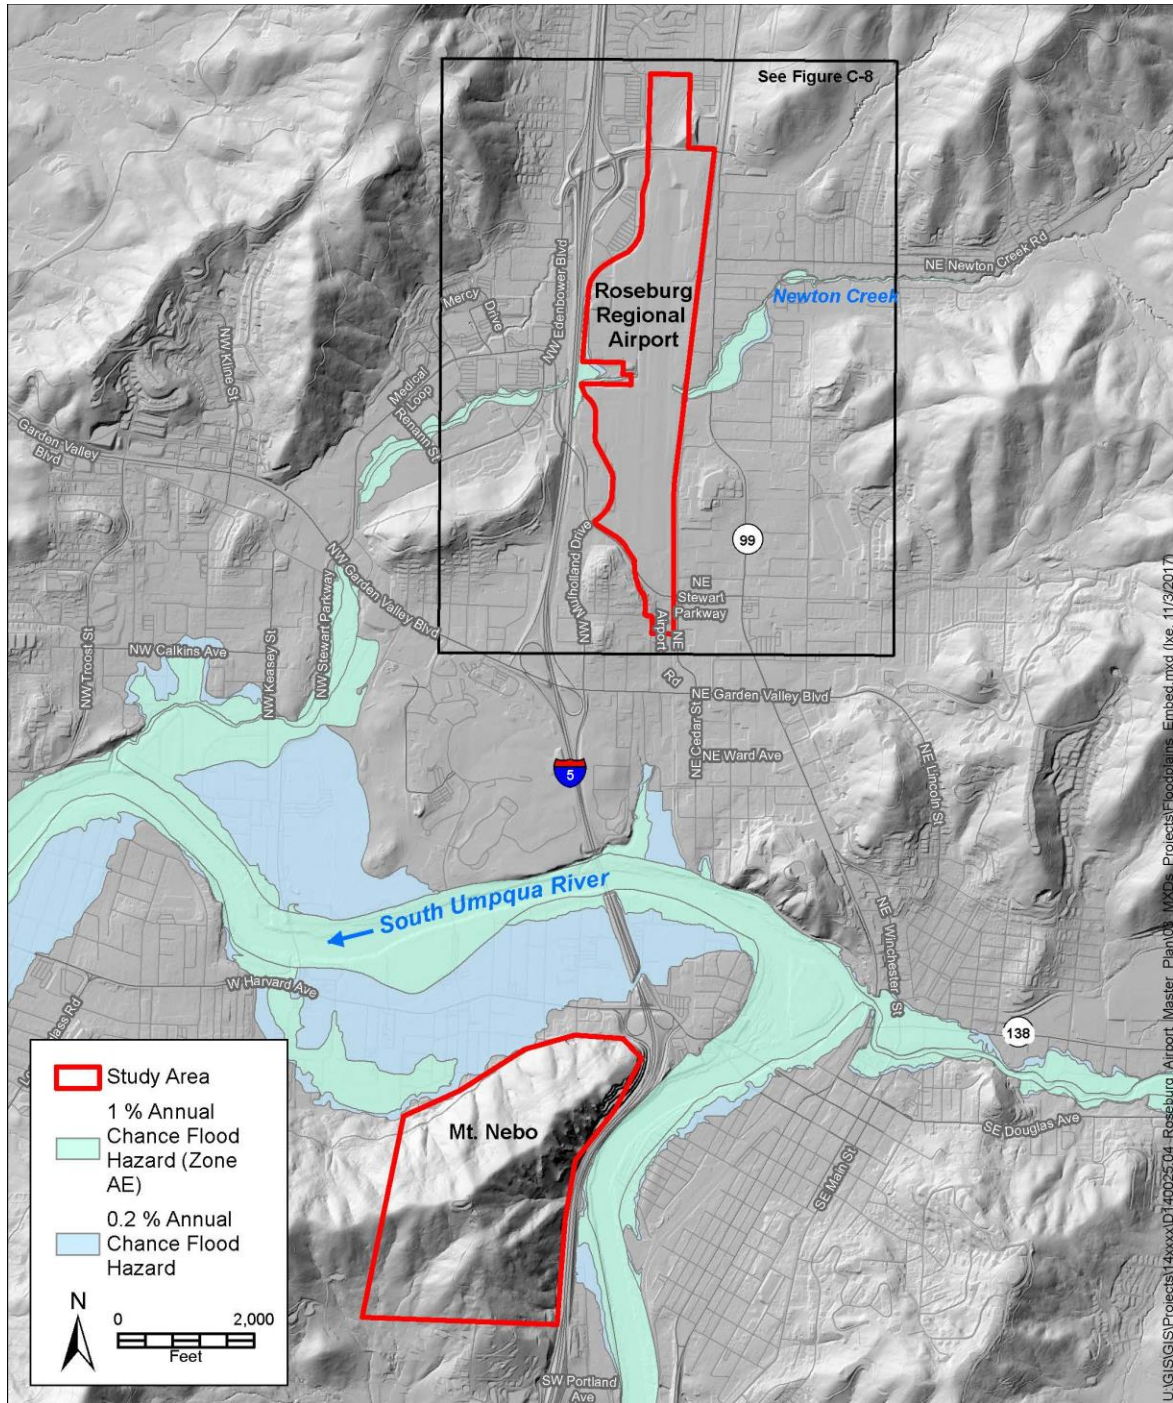 See Figure C-8
NE Newton Creek Rd
Newton Creek
NW Edenbower Blvd
Roseburg
Regional
Airport
Mercy
Drive
NW Kline St
Medical
Loop
Renann St
Garden Valley
Blvd
99
NW Garden Valley Blvd
NW Mulholland Drive
NE
Stewart
Parkway
NE
Airport
Rd
NW Stewart Parkway
NW Keasey St
NW Calkins Ave
NW Troost St
NE Garden Valley Blvd
NE Cedar St
NE Ward Ave
NE Lincoln St
5
South Umpqua River
NE Winchester St
W Harvard Ave
138
SE Douglas Ave
SE Main St
Mt. Nebo
SW Portland
Ave
Study Area
1 % Annual
Chance Flood
Hazard (Zone
AE)
0.2 % Annual
Chance Flood
Hazard
N
0 2,000
Feet